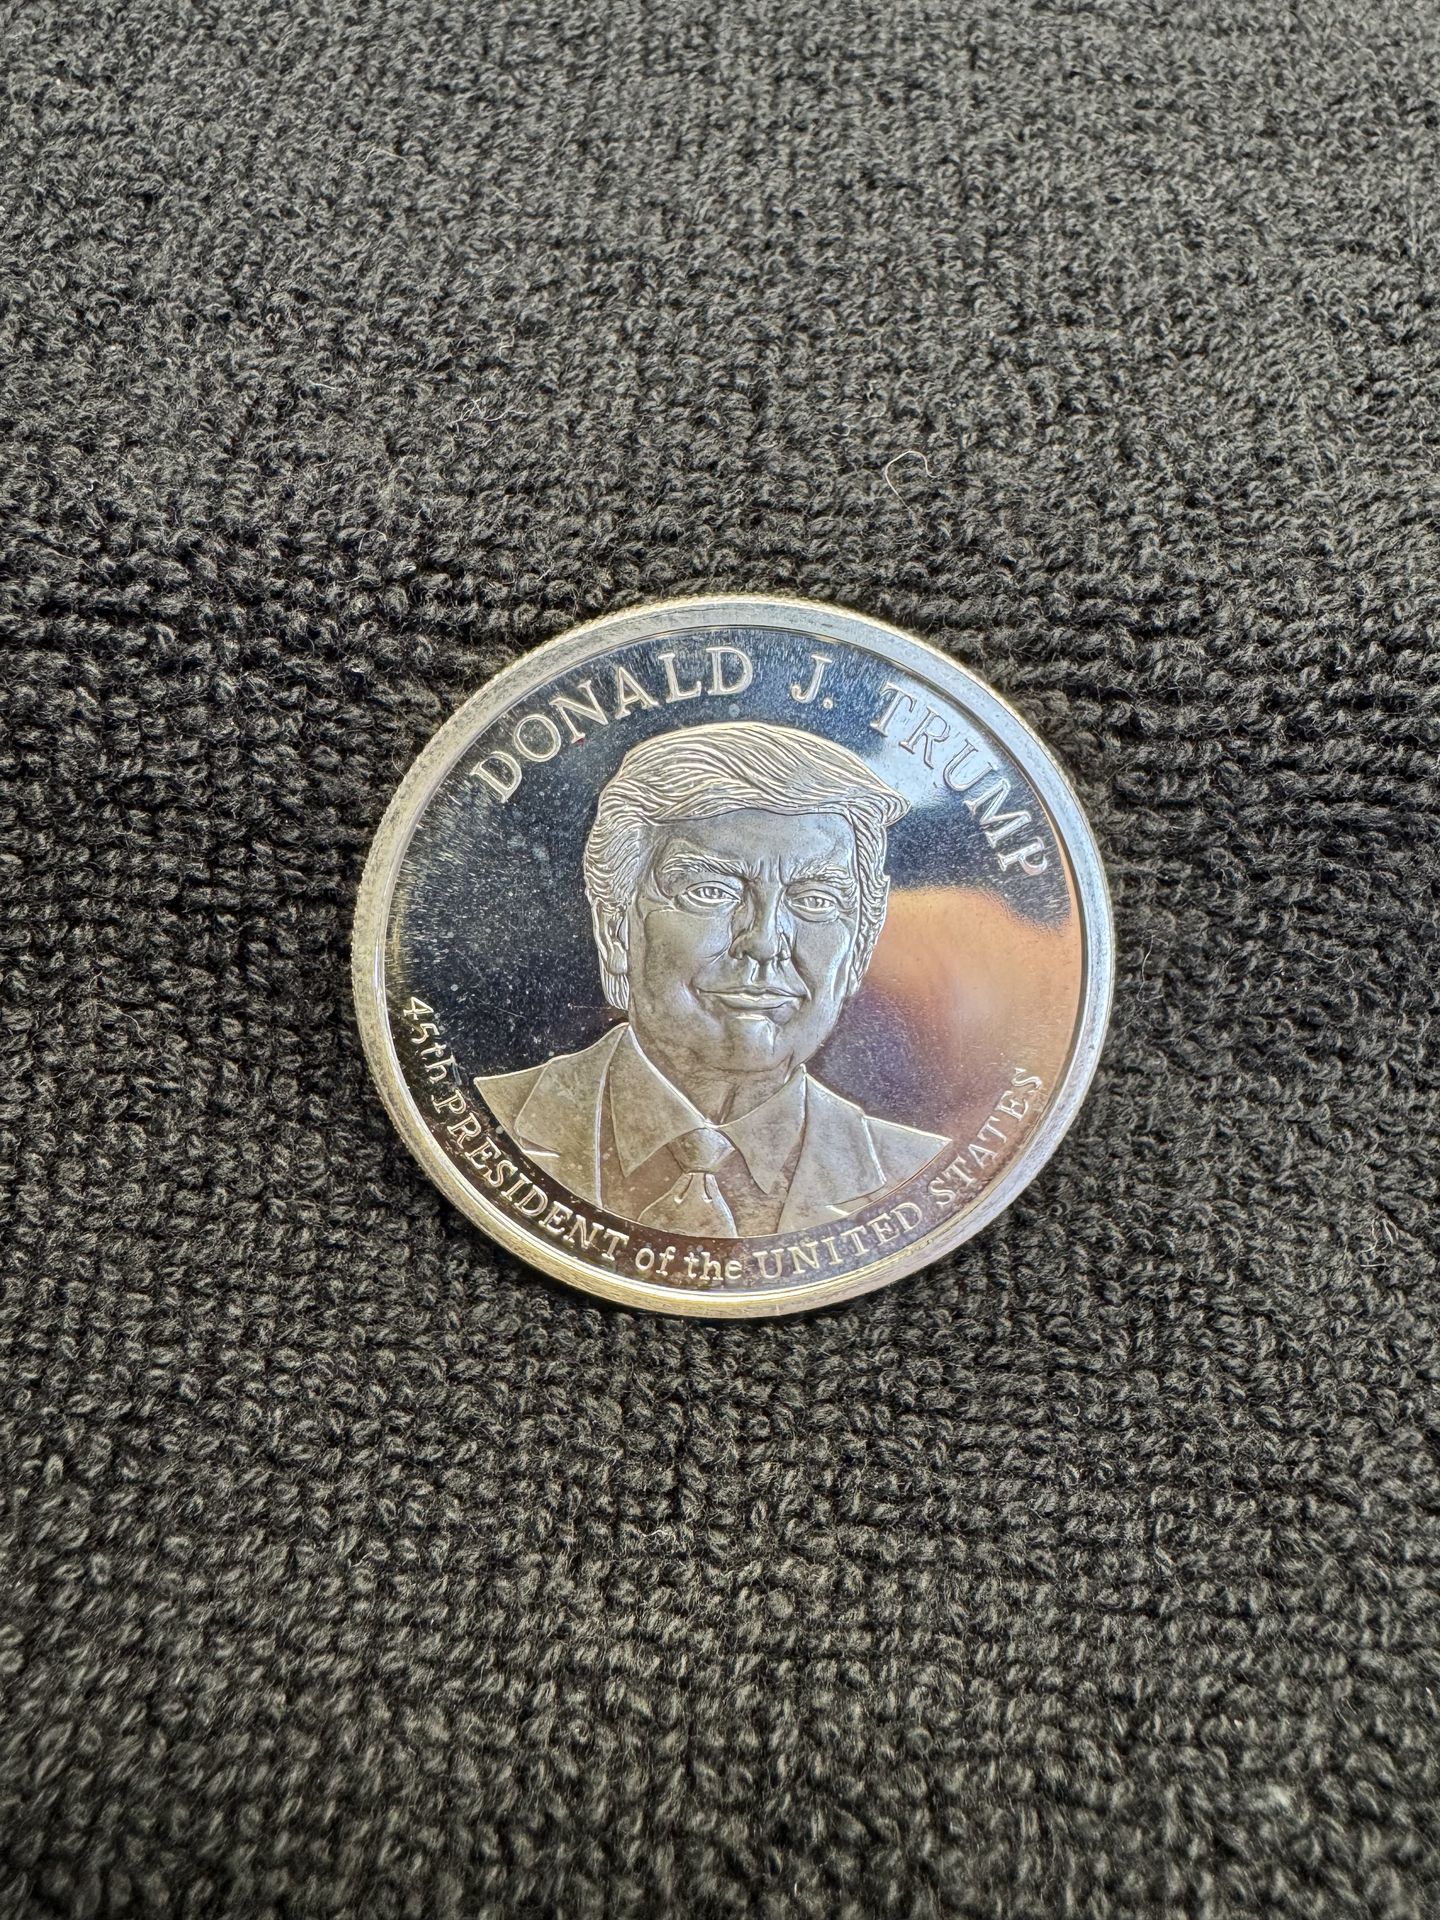 DONALD J. TRUMP
45th PRESIDENT of the UNITED STATES